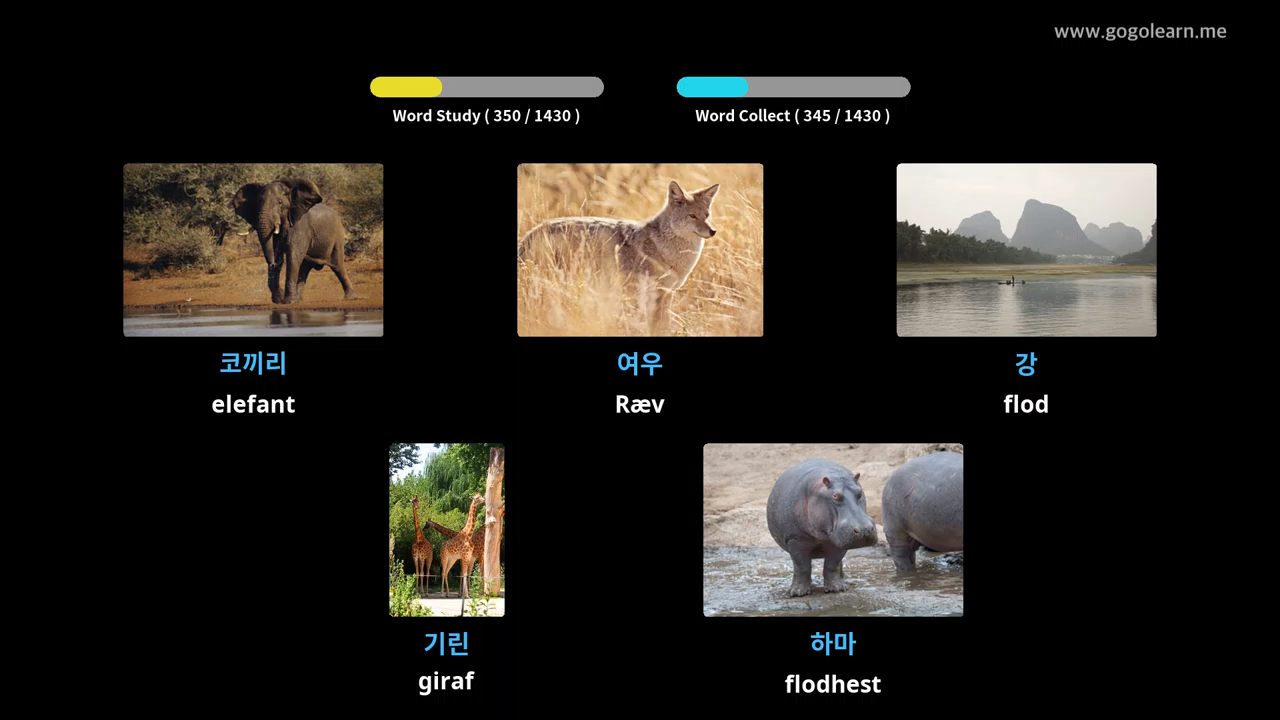 www.gogolearn.me
Word Study ( 350 / 1430 )
Word Collect ( 345 / 1430 )
코끼리
elefant
여우
Ræv
강
flod
기린
giraf
하마
flodhest